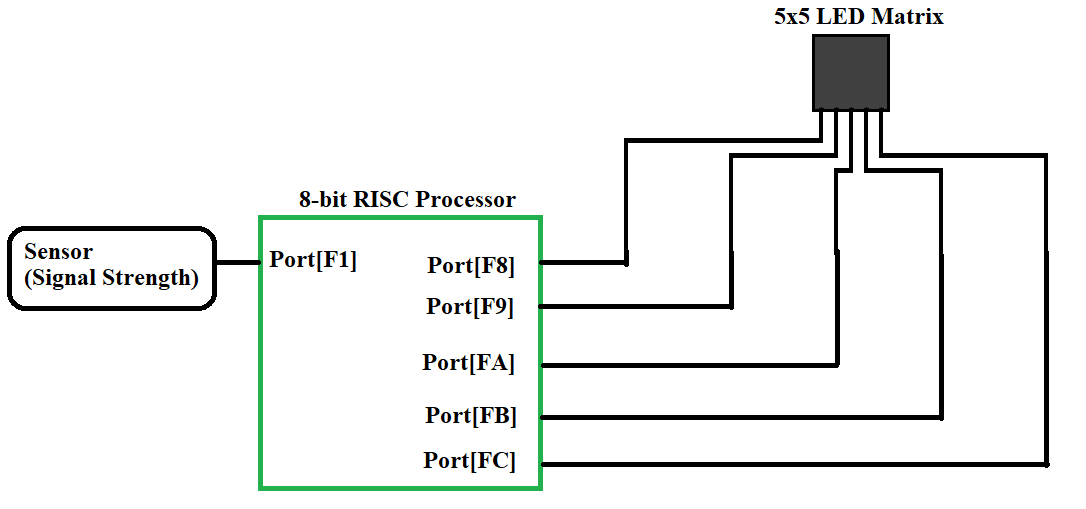 5x5 LED Matrix
8-bit RISC Processor
Sensor
(Signal Strength)
Port[F1]
Port[F8]
Port[F9]
Port[FA]
Port[FB]
Port[FC]